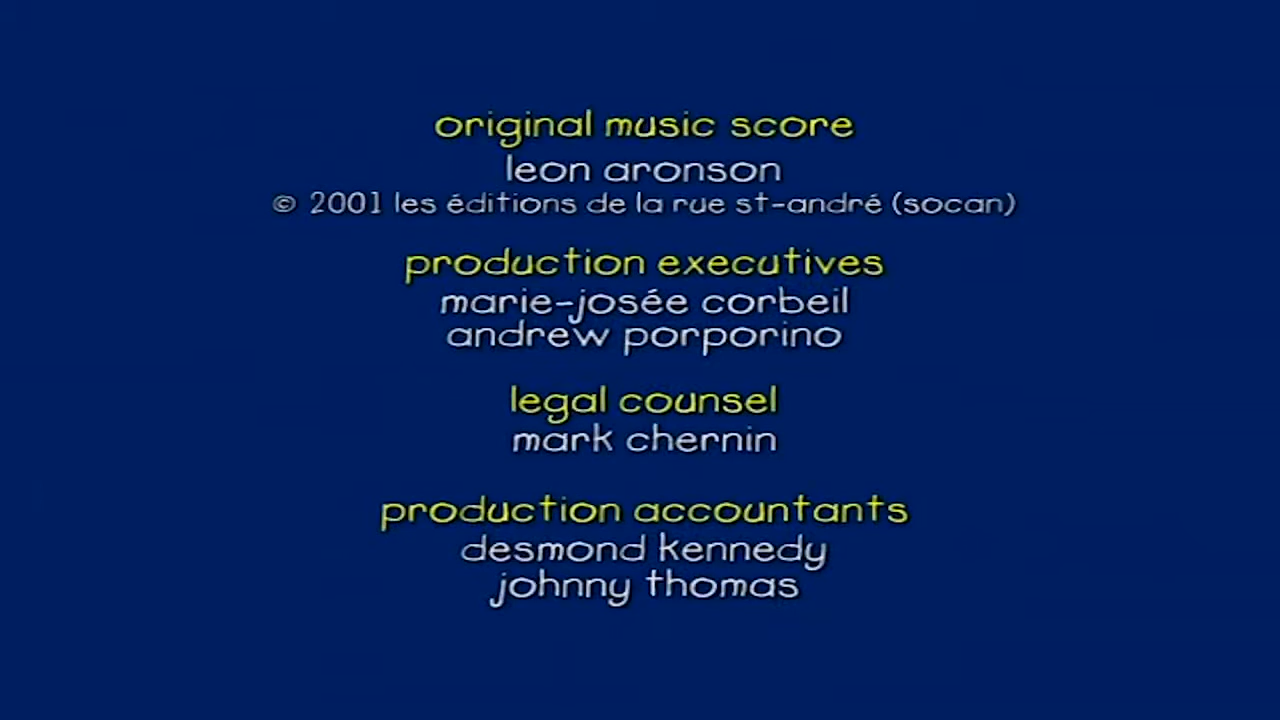 original music score
leon aronson
© 2001 les éditions de la rue st-andré (socan)
production executives
marie-josée corbeil
andrew porporino
legal counsel
mark chernin
production accountants
desmond kennedy
johnny thomas